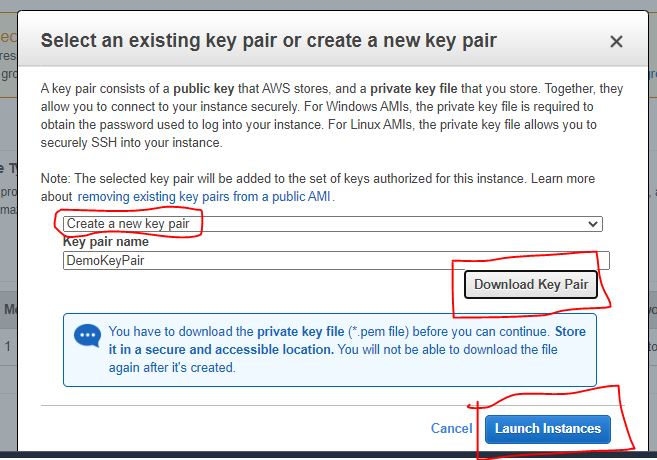 Select an existing key pair or create a new key pair
A key pair consists of a public key that AWS stores, and a private key file that you store. Together, they
allow you to connect to your instance securely. For Windows AMIs, the private key file is required to
obtain the password used to log into your instance. For Linux AMIs, the private key file allows you to
securely SSH into your instance.
Note: The selected key pair will be added to the set of keys authorized for this instance. Learn more
about removing existing key pairs from a public AMI .
Create a new key pair
Key pair name
DemoKeyPair
Download Key Pair
You have to download the private key file (*.pem file) before you can continue. Store
it in a secure and accessible location. You will not be able to download the file
again after it's created.
Cancel
Launch Instances